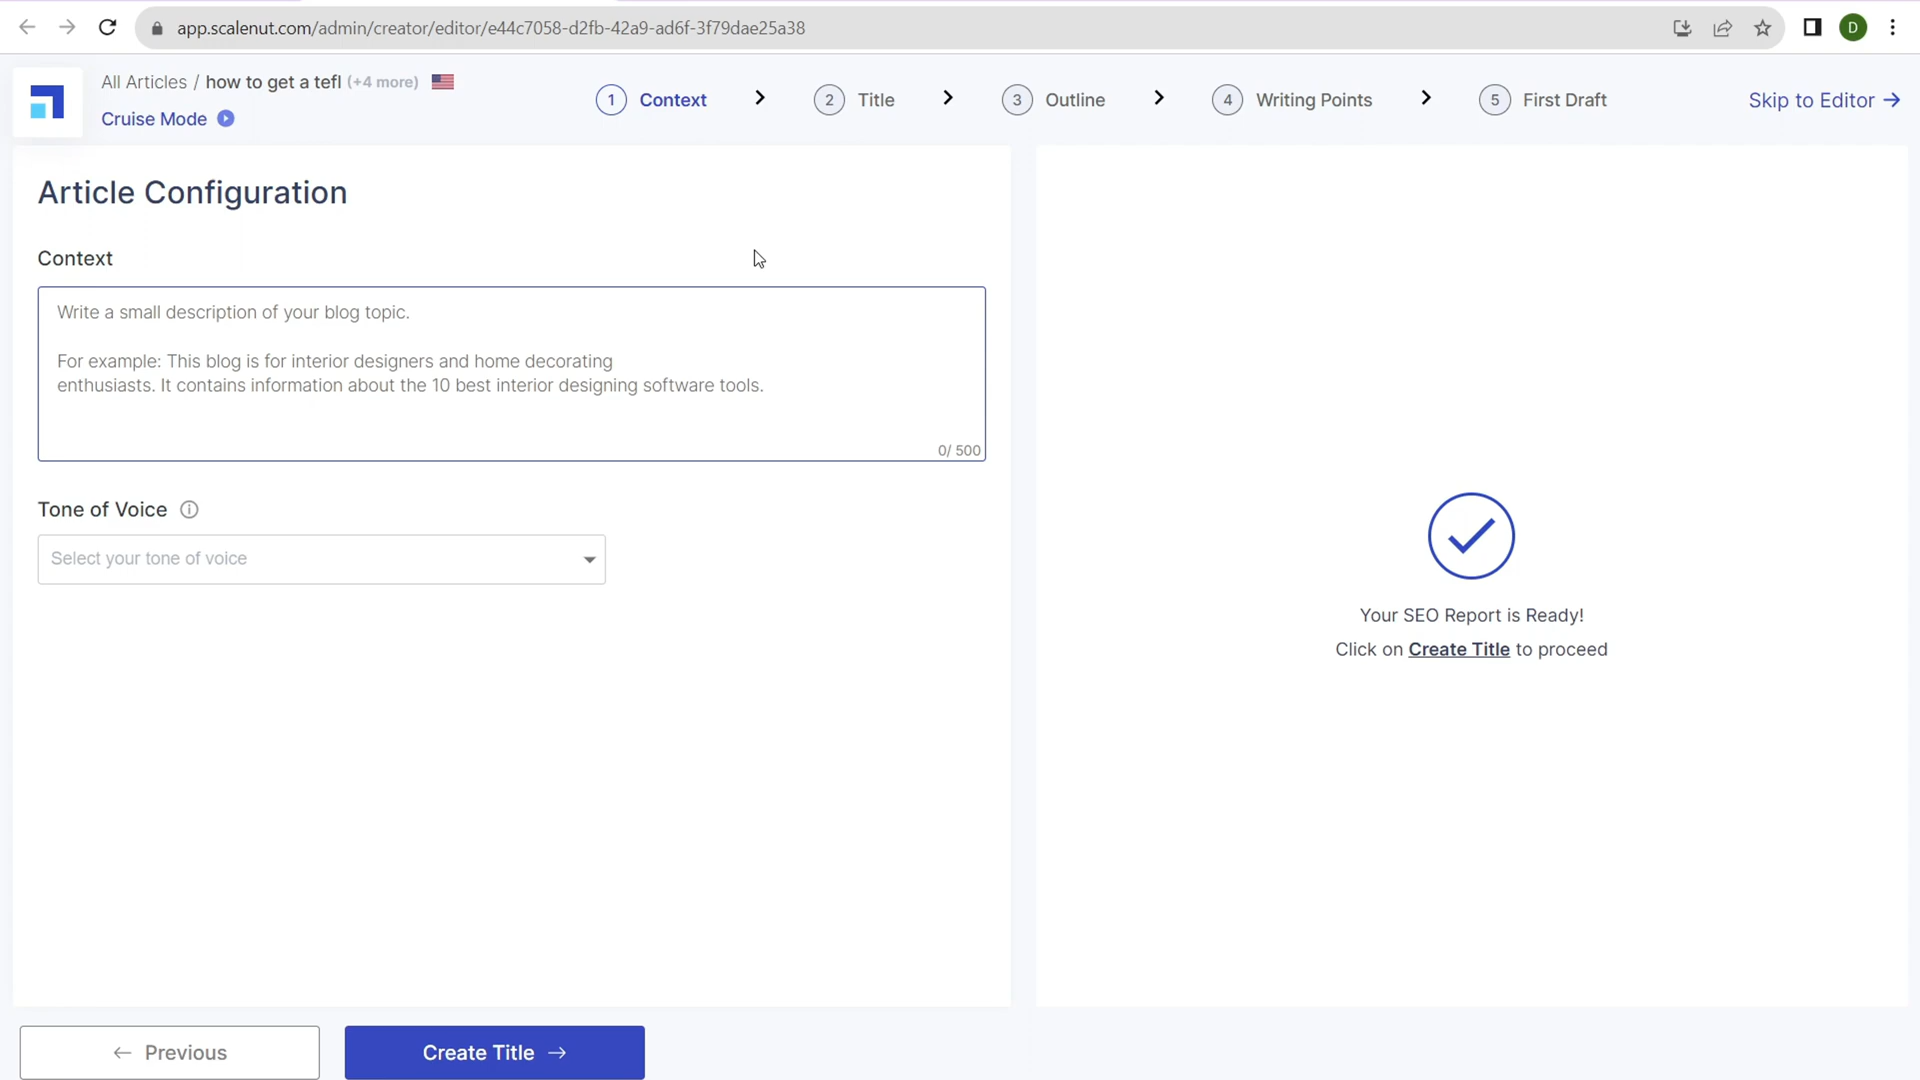 app.scalenut.com/admin/creator/editor/e44c7058-d2fb-42a9-ad6f-3f79dae25a38
D
All Articles / how to get a tefl (+4 more)
Cruise Mode
1 Context
2 Title
3 Outline
4 Writing Points
5 First Draft
Skip to Editor →
Article Configuration
Context
Write a small description of your blog topic.
For example: This blog is for interior designers and home decorating
enthusiasts. It contains information about the 10 best interior designing software tools.
0/ 500
Tone of Voice
Select your tone of voice
Your SEO Report is Ready!
Click on Create Title to proceed
← Previous
Create Title →